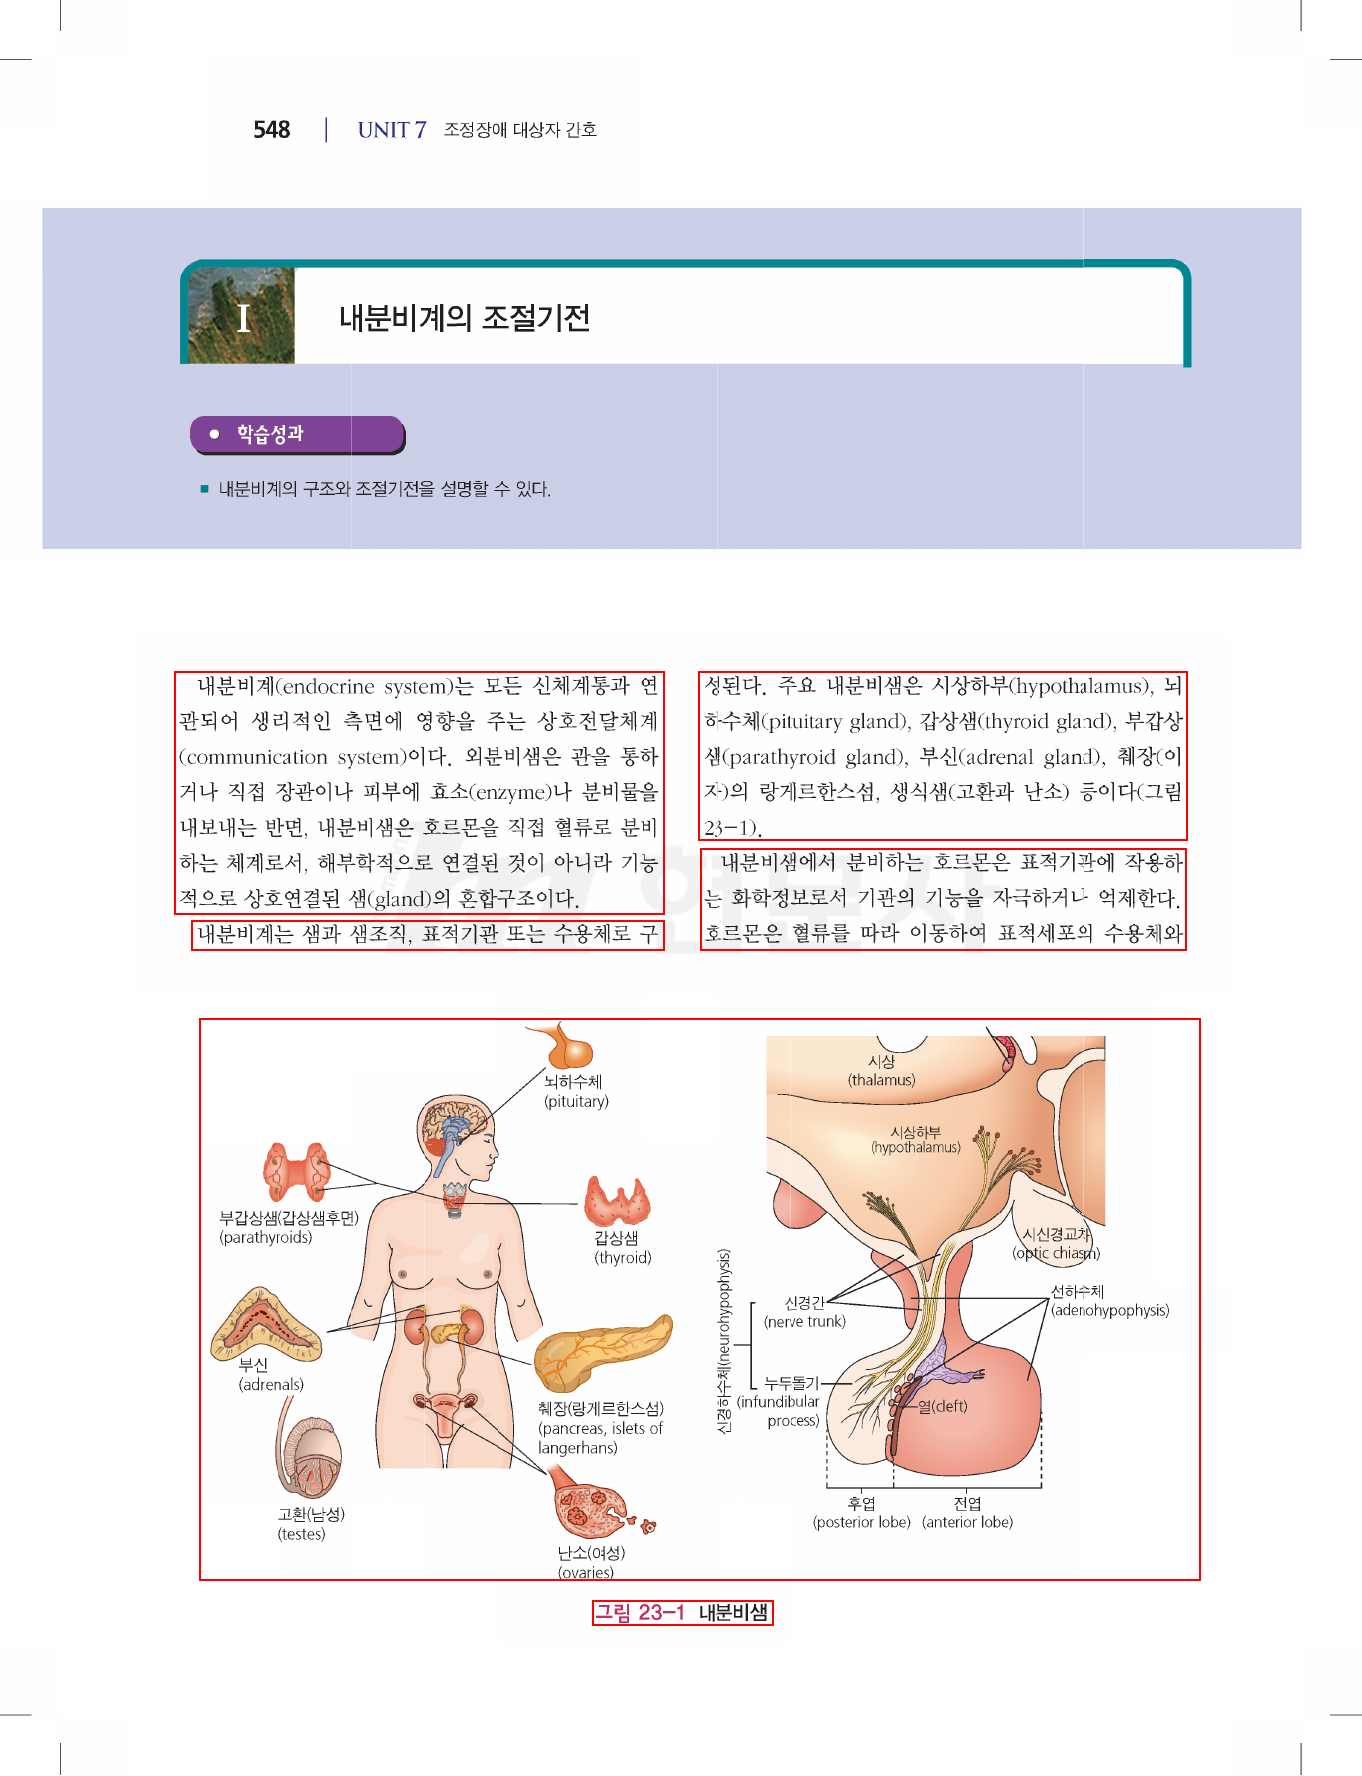 548 | UNIT 7 조정장애 대상자 간호
I 내분비계의 조절기전
학습성과
내분비계의 구조와 조절기전을 설명할 수 있다.
내분비계(endocrine system)는 모든 신체계통과 연
관되어 생리적인 측면에 영향을 주는 상호전달체계
(communication system)이다. 외분비샘은 관을 통하
거나 직접 장관이나 피부에 효소(enzyme)나 분비물을
내보내는 반면, 내분비샘은 호르몬을 직접 혈류로 분비
하는 체계로서, 해부학적으로 연결된 것이 아니라 기능
적으로 상호연결된 샘(gland)의 혼합구조이다.
내분비계는 샘과 샘조직, 표적기관 또는 수용체로 구
성된다. 주요 내분비샘은 시상하부(hypothalamus), 뇌
하수체(pituitary gland), 갑상샘(thyroid gland), 부갑상
샘(parathyroid gland), 부신(adrenal gland), 췌장(이
자)의 랑게르한스섬, 생식샘(고환과 난소) 등이다(그림
23-1).
내분비샘에서 분비하는 호르몬은 표적기관에 작용하
는 화학정보로서 기관의 기능을 자극하거나 억제한다.
호르몬은 혈류를 따라 이동하여 표적세포의 수용체와
현문사
뇌하수체
(pituitary)
부갑상샘(갑상샘후면)
(parathyroids)
갑상샘
(thyroid)
부신
(adrenals)
췌장(랑게르한스섬)
(pancreas, islets of
langerhans)
고환(남성)
(testes)
난소(여성)
(ovaries)
시상
(thalamus)
시상하부
(hypothalamus)
시신경교차
(optic chiasm)
신경하수체(neurohypophysis)
신경간
(nerve trunk)
선하수체
(adenohypophysis)
누두돌기
(infundibular
process)
열(cleft)
후엽
(posterior lobe)
전엽
(anterior lobe)
그림 23-1 내분비샘